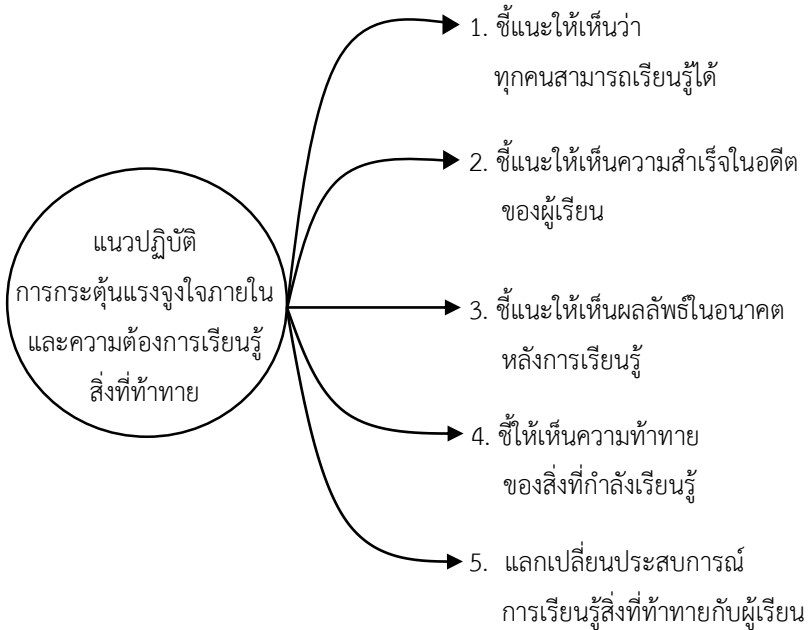 แนวปฏิบัติ
การกระตุ้นแรงจูงใจภายใน
และความต้องการเรียนรู้
สิ่งที่ท้าทาย
1. ชี้แนะให้เห็นว่า
ทุกคนสามารถเรียนรู้ได้
2. ชี้แนะให้เห็นความสำเร็จในอดีต
ของผู้เรียน
3. ชี้แนะให้เห็นผลลัพธ์ในอนาคต
หลังการเรียนรู้
4. ชี้ให้เห็นความท้าทาย
ของสิ่งที่กำลังเรียนรู้
5. แลกเปลี่ยนประสบการณ์
การเรียนรู้สิ่งที่ท้าทายกับผู้เรียน